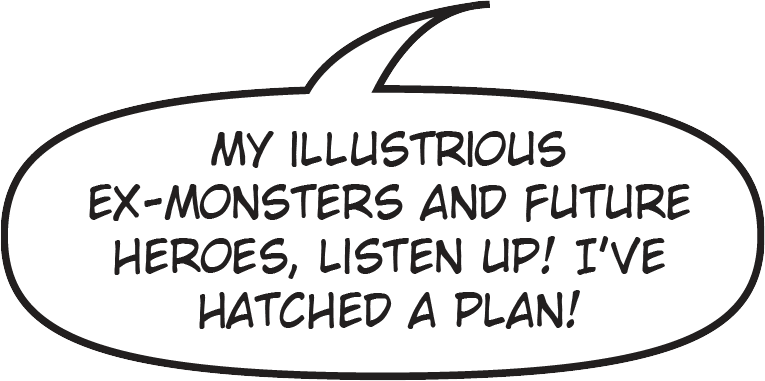 MY ILLUSTRIOUS
EX-MONSTERS AND FUTURE
HEROES, LISTEN UP! I'VE
HATCHED A PLAN!